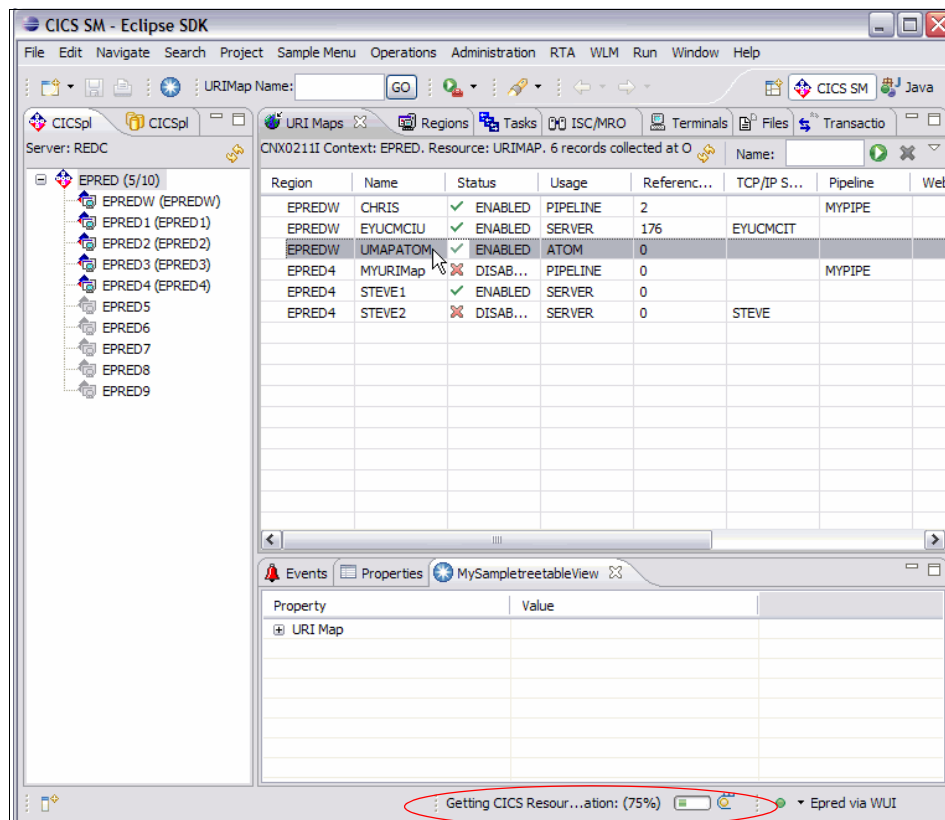 CICS SM - Eclipse SDK
File Edit Navigate Search Project Sample Menu Operations Administration RTA WLM Run Window Help
URIMap Name: GO CICS SM Java
CICSpl CICSpl
Server: REDC
EPRED (5/10)
EPREDW (EPREDW)
EPRED1 (EPRED1)
EPRED2 (EPRED2)
EPRED3 (EPRED3)
EPRED4 (EPRED4)
EPRED5
EPRED6
EPRED7
EPRED8
EPRED9
URI Maps Regions Tasks ISC/MRO Terminals Files Transactio
CNX0211I Context: EPRED. Resource: URIMAP. 6 records collected at O Name:
Region Name Status Usage Referenc... TCP/IP S... Pipeline Web
EPREDW CHRIS ENABLED PIPELINE 2 MYPIPE
EPREDW EYUCMCIU ENABLED SERVER 176 EYUCMCIT
EPREDW UMAPATOM ENABLED ATOM 0
EPRED4 MYURIMap DISAB... PIPELINE 0 MYPIPE
EPRED4 STEVE1 ENABLED SERVER 0
EPRED4 STEVE2 DISAB... SERVER 0 STEVE
Events Properties MySampletreetableView
Property Value
URI Map
Getting CICS Resour...ation: (75%) Epred via WUI